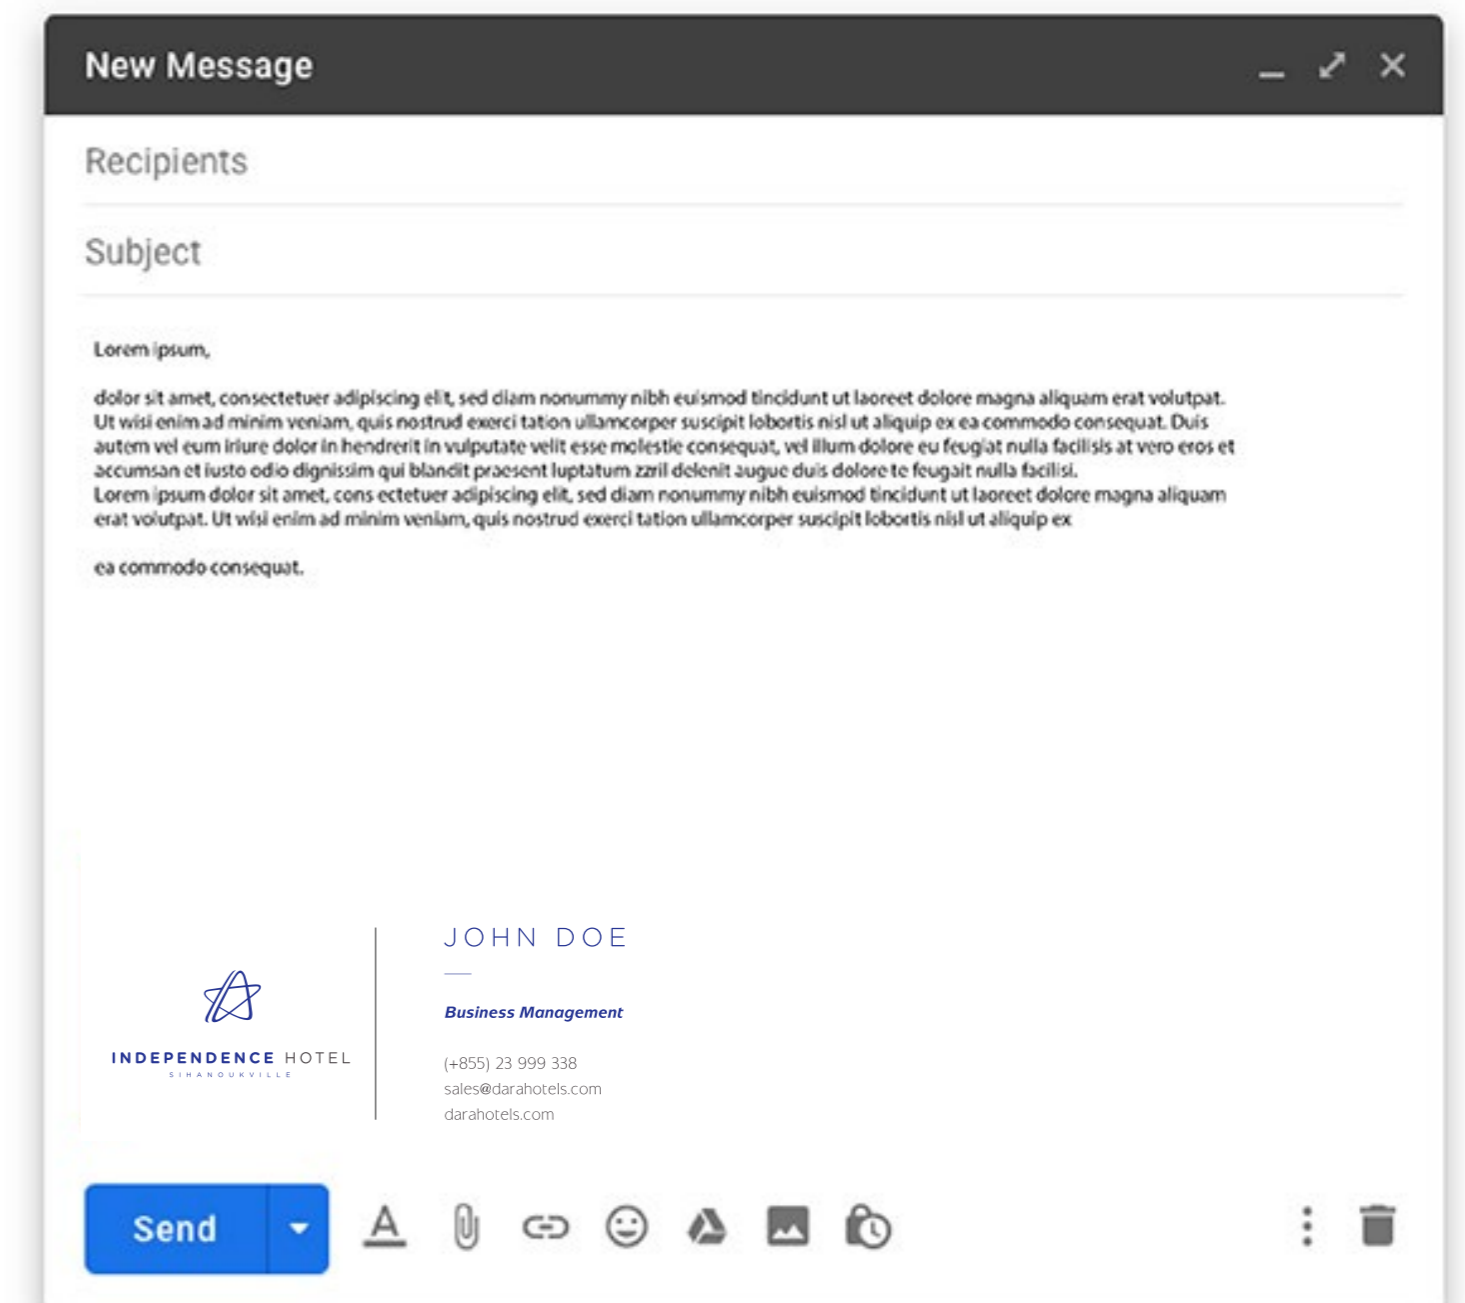 New Message
Recipients
Subject
Lorem ipsum,
dolor sit amet, consectetuer adipiscing elit, sed diam nonummy nibh euismod tincidunt ut laoreet dolore magna aliquam erat volutpat.
Ut wisi enim ad minim veniam, quis nostrud exerci tation ullamcorper suscipit lobortis nisl ut aliquip ex ea commodo consequat. Duis
autem vel eum iriure dolor in hendrerit in vulputate velit esse molestie consequat, vel illum dolore eu feugiat nulla facilisis at vero eros et
accumsan et iusto odio dignissim qui blandit praesent luptatum zzril delenit augue duis dolore te feugait nulla facilisi.
Lorem ipsum dolor sit amet, cons ectetuer adipiscing elit, sed diam nonummy nibh euismod tincidunt ut laoreet dolore magna aliquam
erat volutpat. Ut wisi enim ad minim veniam, quis nostrud exerci tation ullamcorper suscipit lobortis nisl ut aliquip ex
ea commodo consequat.
INDEPENDENCE HOTEL
SIHANOUKVILLE
JOHN DOE
Business Management
(+855) 23 999 338
sales@darahotels.com
darahotels.com
Send